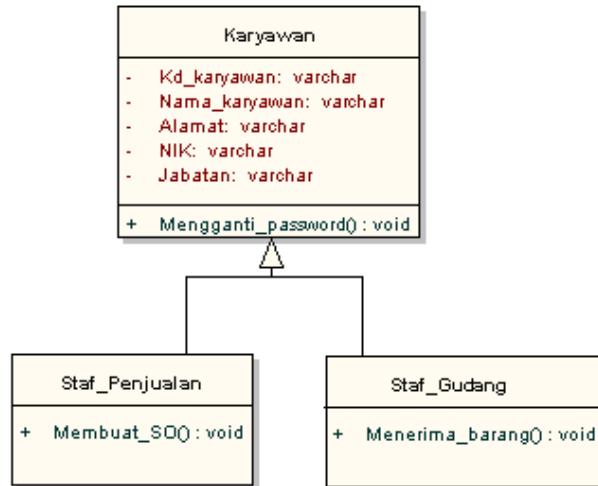 Karyawan
- Kd_karyawan: varchar
- Nama_karyawan: varchar
- Alamat: varchar
- NIK: varchar
- Jabatan: varchar
+ Mengganti_password() : void
Staf_Penjualan
+ Membuat_SO() : void
Staf_Gudang
+ Menerima_barang() : void